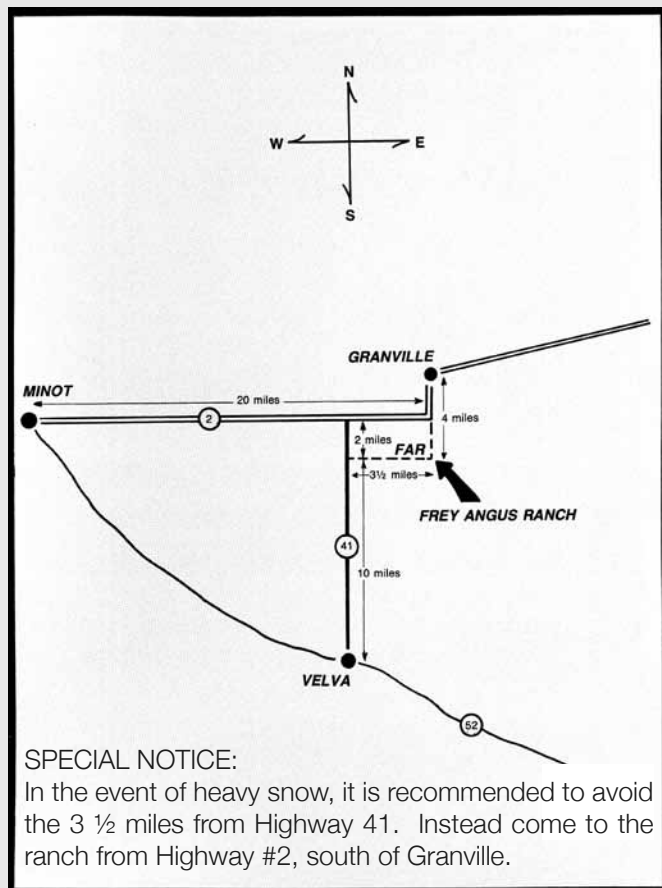 N
W E
S
GRANVILLE
MINOT
20 miles
2
4 miles
2 miles
FAR
3½ miles
FREY ANGUS RANCH
41
10 miles
VELVA
52
SPECIAL NOTICE:
In the event of heavy snow, it is recommended to avoid
the 3 ½ miles from Highway 41. Instead come to the
ranch from Highway #2, south of Granville.